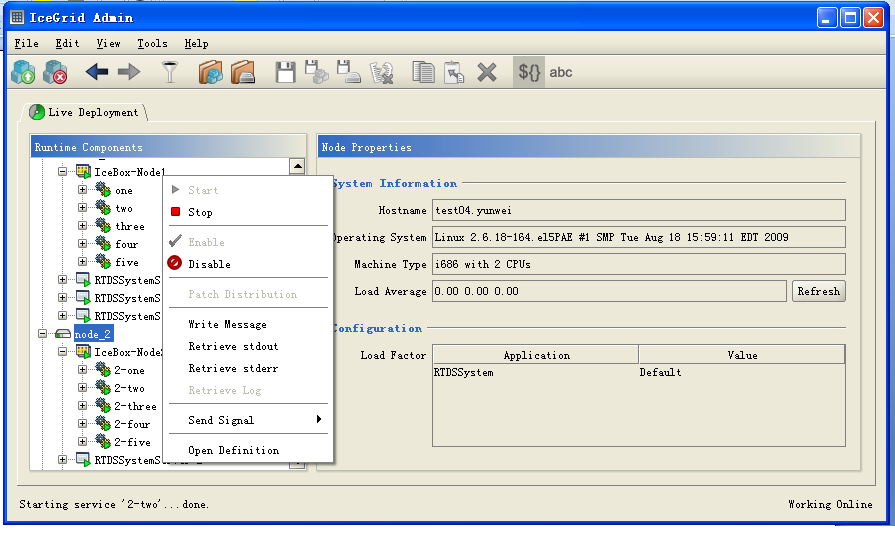 IceGrid Admin
File Edit View Tools Help
${} abc
Live Deployment
Runtime Components
IceBox-Node1
one
two
three
four
five
RTDSSystemS
RTDSSystemS
RTDSSystemS
node_2
IceBox-Node2
2-one
2-two
2-three
2-four
2-five
Start
Stop
Enable
Disable
Patch Distribution
Write Message
Retrieve stdout
Retrieve stderr
Retrieve Log
Send Signal
Open Definition
Node Properties
System Information
Hostname test04.yunwei
Operating System Linux 2.6.18-164.el5PAE #1 SMP Tue Aug 18 15:59:11 EDT 2009
Machine Type i686 with 2 CPUs
Load Average 0.00 0.00 0.00 Refresh
Configuration
Load Factor Application Value
RTDSSystem Default
Starting service '2-two'...done. Working Online